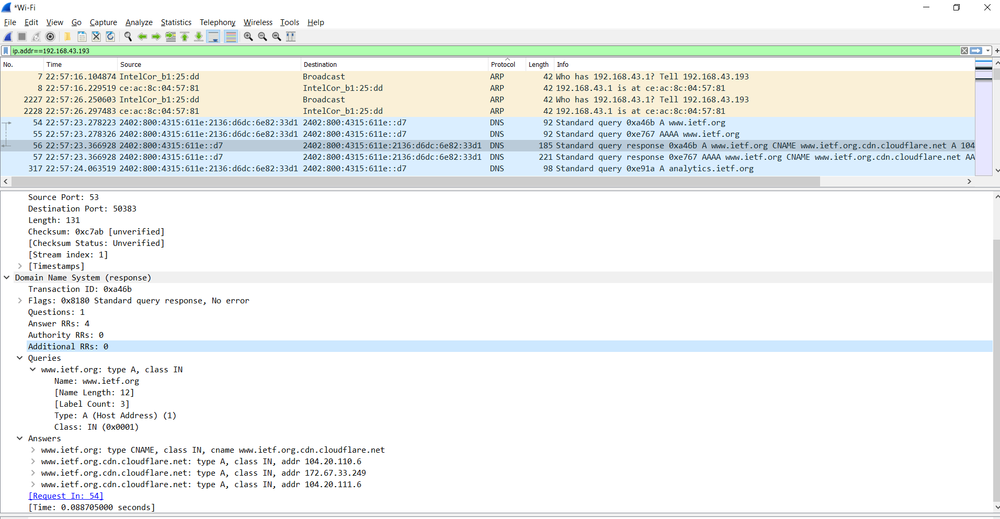 *Wi-Fi
File Edit View Go Capture Analyze Statistics Telephony Wireless Tools Help
ip.addr==192.168.43.193
No. Time Source Destination Protocol Length Info
7 22:57:16.104874 IntelCor_b1:25:dd Broadcast ARP 42 Who has 192.168.43.1? Tell 192.168.43.193
8 22:57:16.229519 ce:ac:8c:04:57:81 IntelCor_b1:25:dd ARP 42 192.168.43.1 is at ce:ac:8c:04:57:81
2227 22:57:26.250603 IntelCor_b1:25:dd Broadcast ARP 42 Who has 192.168.43.1? Tell 192.168.43.193
2228 22:57:26.297483 ce:ac:8c:04:57:81 IntelCor_b1:25:dd ARP 42 192.168.43.1 is at ce:ac:8c:04:57:81
54 22:57:23.278223 2402:800:4315:611e:2136:d6dc:6e82:33d1 2402:800:4315:611e::d7 DNS 92 Standard query 0xa46b A www.ietf.org
55 22:57:23.278326 2402:800:4315:611e:2136:d6dc:6e82:33d1 2402:800:4315:611e::d7 DNS 92 Standard query 0xe767 AAAA www.ietf.org
56 22:57:23.366928 2402:800:4315:611e::d7 2402:800:4315:611e:2136:d6dc:6e82:33d1 DNS 185 Standard query response 0xa46b A www.ietf.org CNAME www.ietf.org.cdn.cloudflare.net A 104
57 22:57:23.366928 2402:800:4315:611e::d7 2402:800:4315:611e:2136:d6dc:6e82:33d1 DNS 221 Standard query response 0xe767 AAAA www.ietf.org CNAME www.ietf.org.cdn.cloudflare.net AA
317 22:57:24.063519 2402:800:4315:611e:2136:d6dc:6e82:33d1 2402:800:4315:611e::d7 DNS 98 Standard query 0xe91a A analytics.ietf.org
Source Port: 53
Destination Port: 50383
Length: 131
Checksum: 0xc7ab [unverified]
[Checksum Status: Unverified]
[Stream index: 1]
[Timestamps]
Domain Name System (response)
Transaction ID: 0xa46b
Flags: 0x8180 Standard query response, No error
Questions: 1
Answer RRs: 4
Authority RRs: 0
Additional RRs: 0
Queries
www.ietf.org: type A, class IN
Name: www.ietf.org
[Name Length: 12]
[Label Count: 3]
Type: A (Host Address) (1)
Class: IN (0x0001)
Answers
www.ietf.org: type CNAME, class IN, cname www.ietf.org.cdn.cloudflare.net
www.ietf.org.cdn.cloudflare.net: type A, class IN, addr 104.20.110.6
www.ietf.org.cdn.cloudflare.net: type A, class IN, addr 172.67.33.249
www.ietf.org.cdn.cloudflare.net: type A, class IN, addr 104.20.111.6
[Request In: 54]
[Time: 0.088705000 seconds]